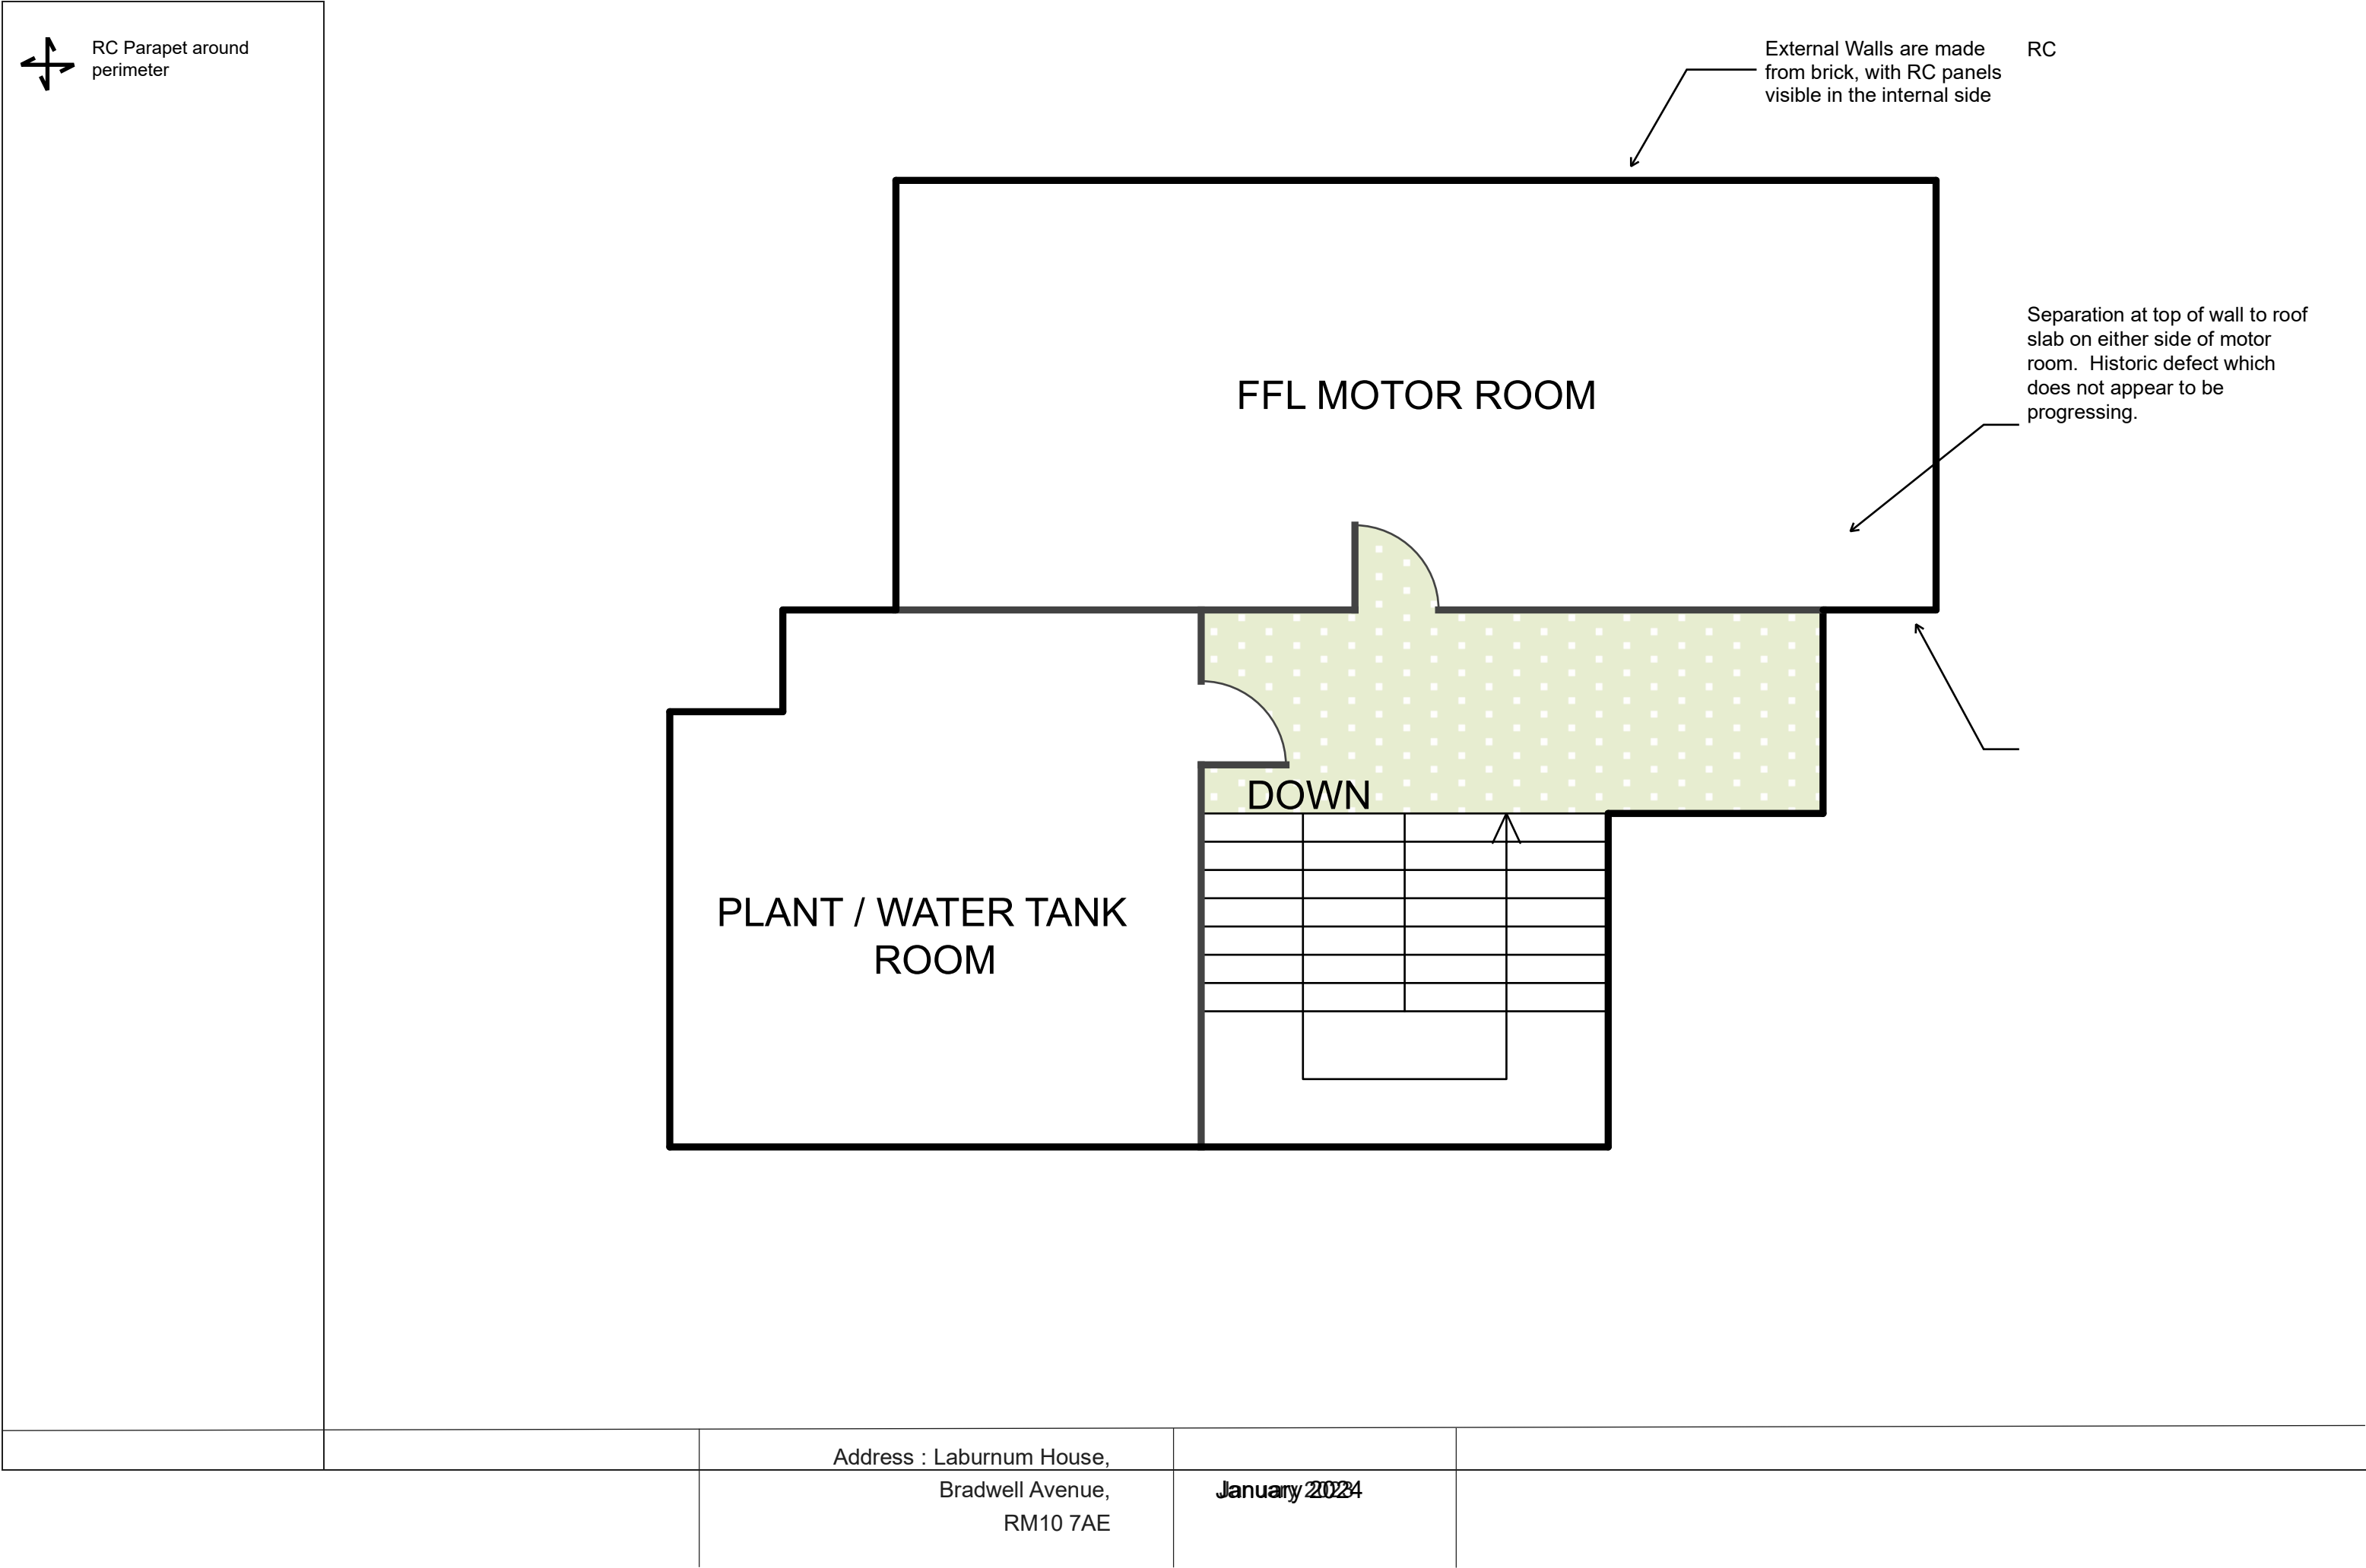 RC Parapet around
perimeter
External Walls are made
from brick, with RC panels
visible in the internal side
RC
Separation at top of wall to roof
slab on either side of motor
room. Historic defect which
does not appear to be
progressing.
FFL MOTOR ROOM
DOWN
PLANT / WATER TANK
ROOM
Address : Laburnum House,
Bradwell Avenue,
RM10 7AE
January 2024